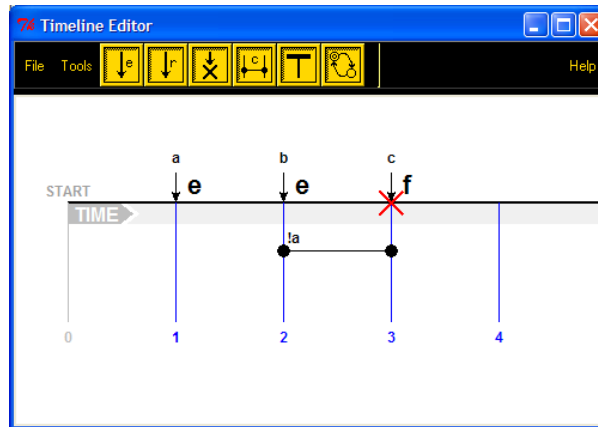 Timeline Editor
File Tools e r c Help
a b c
e e f
START
TIME
!a
0 1 2 3 4